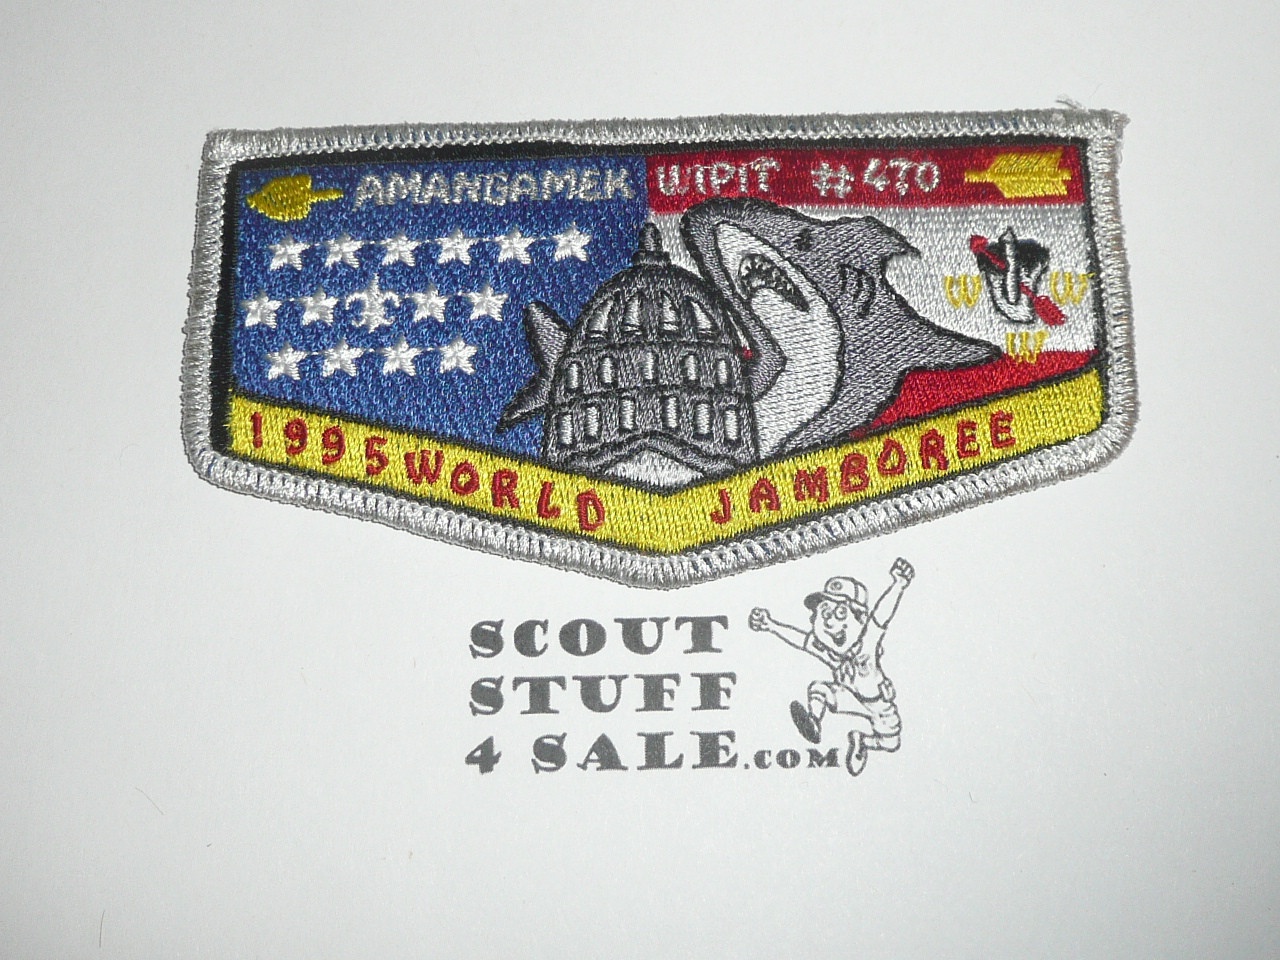 AMANGAMEK WIPIT #470
W W
W
1995 WORLD JAMBOREE
SCOUT
STUFF
4 SALE.COM